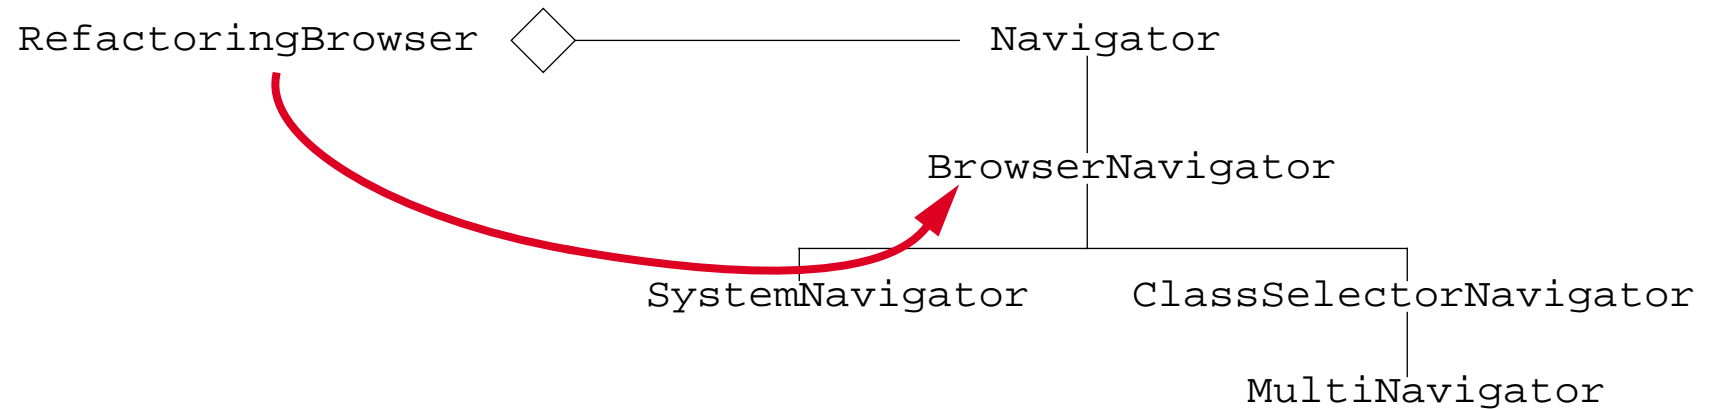 RefactoringBrowser
Navigator
BrowserNavigator
SystemNavigator
ClassSelectorNavigator
MultiNavigator